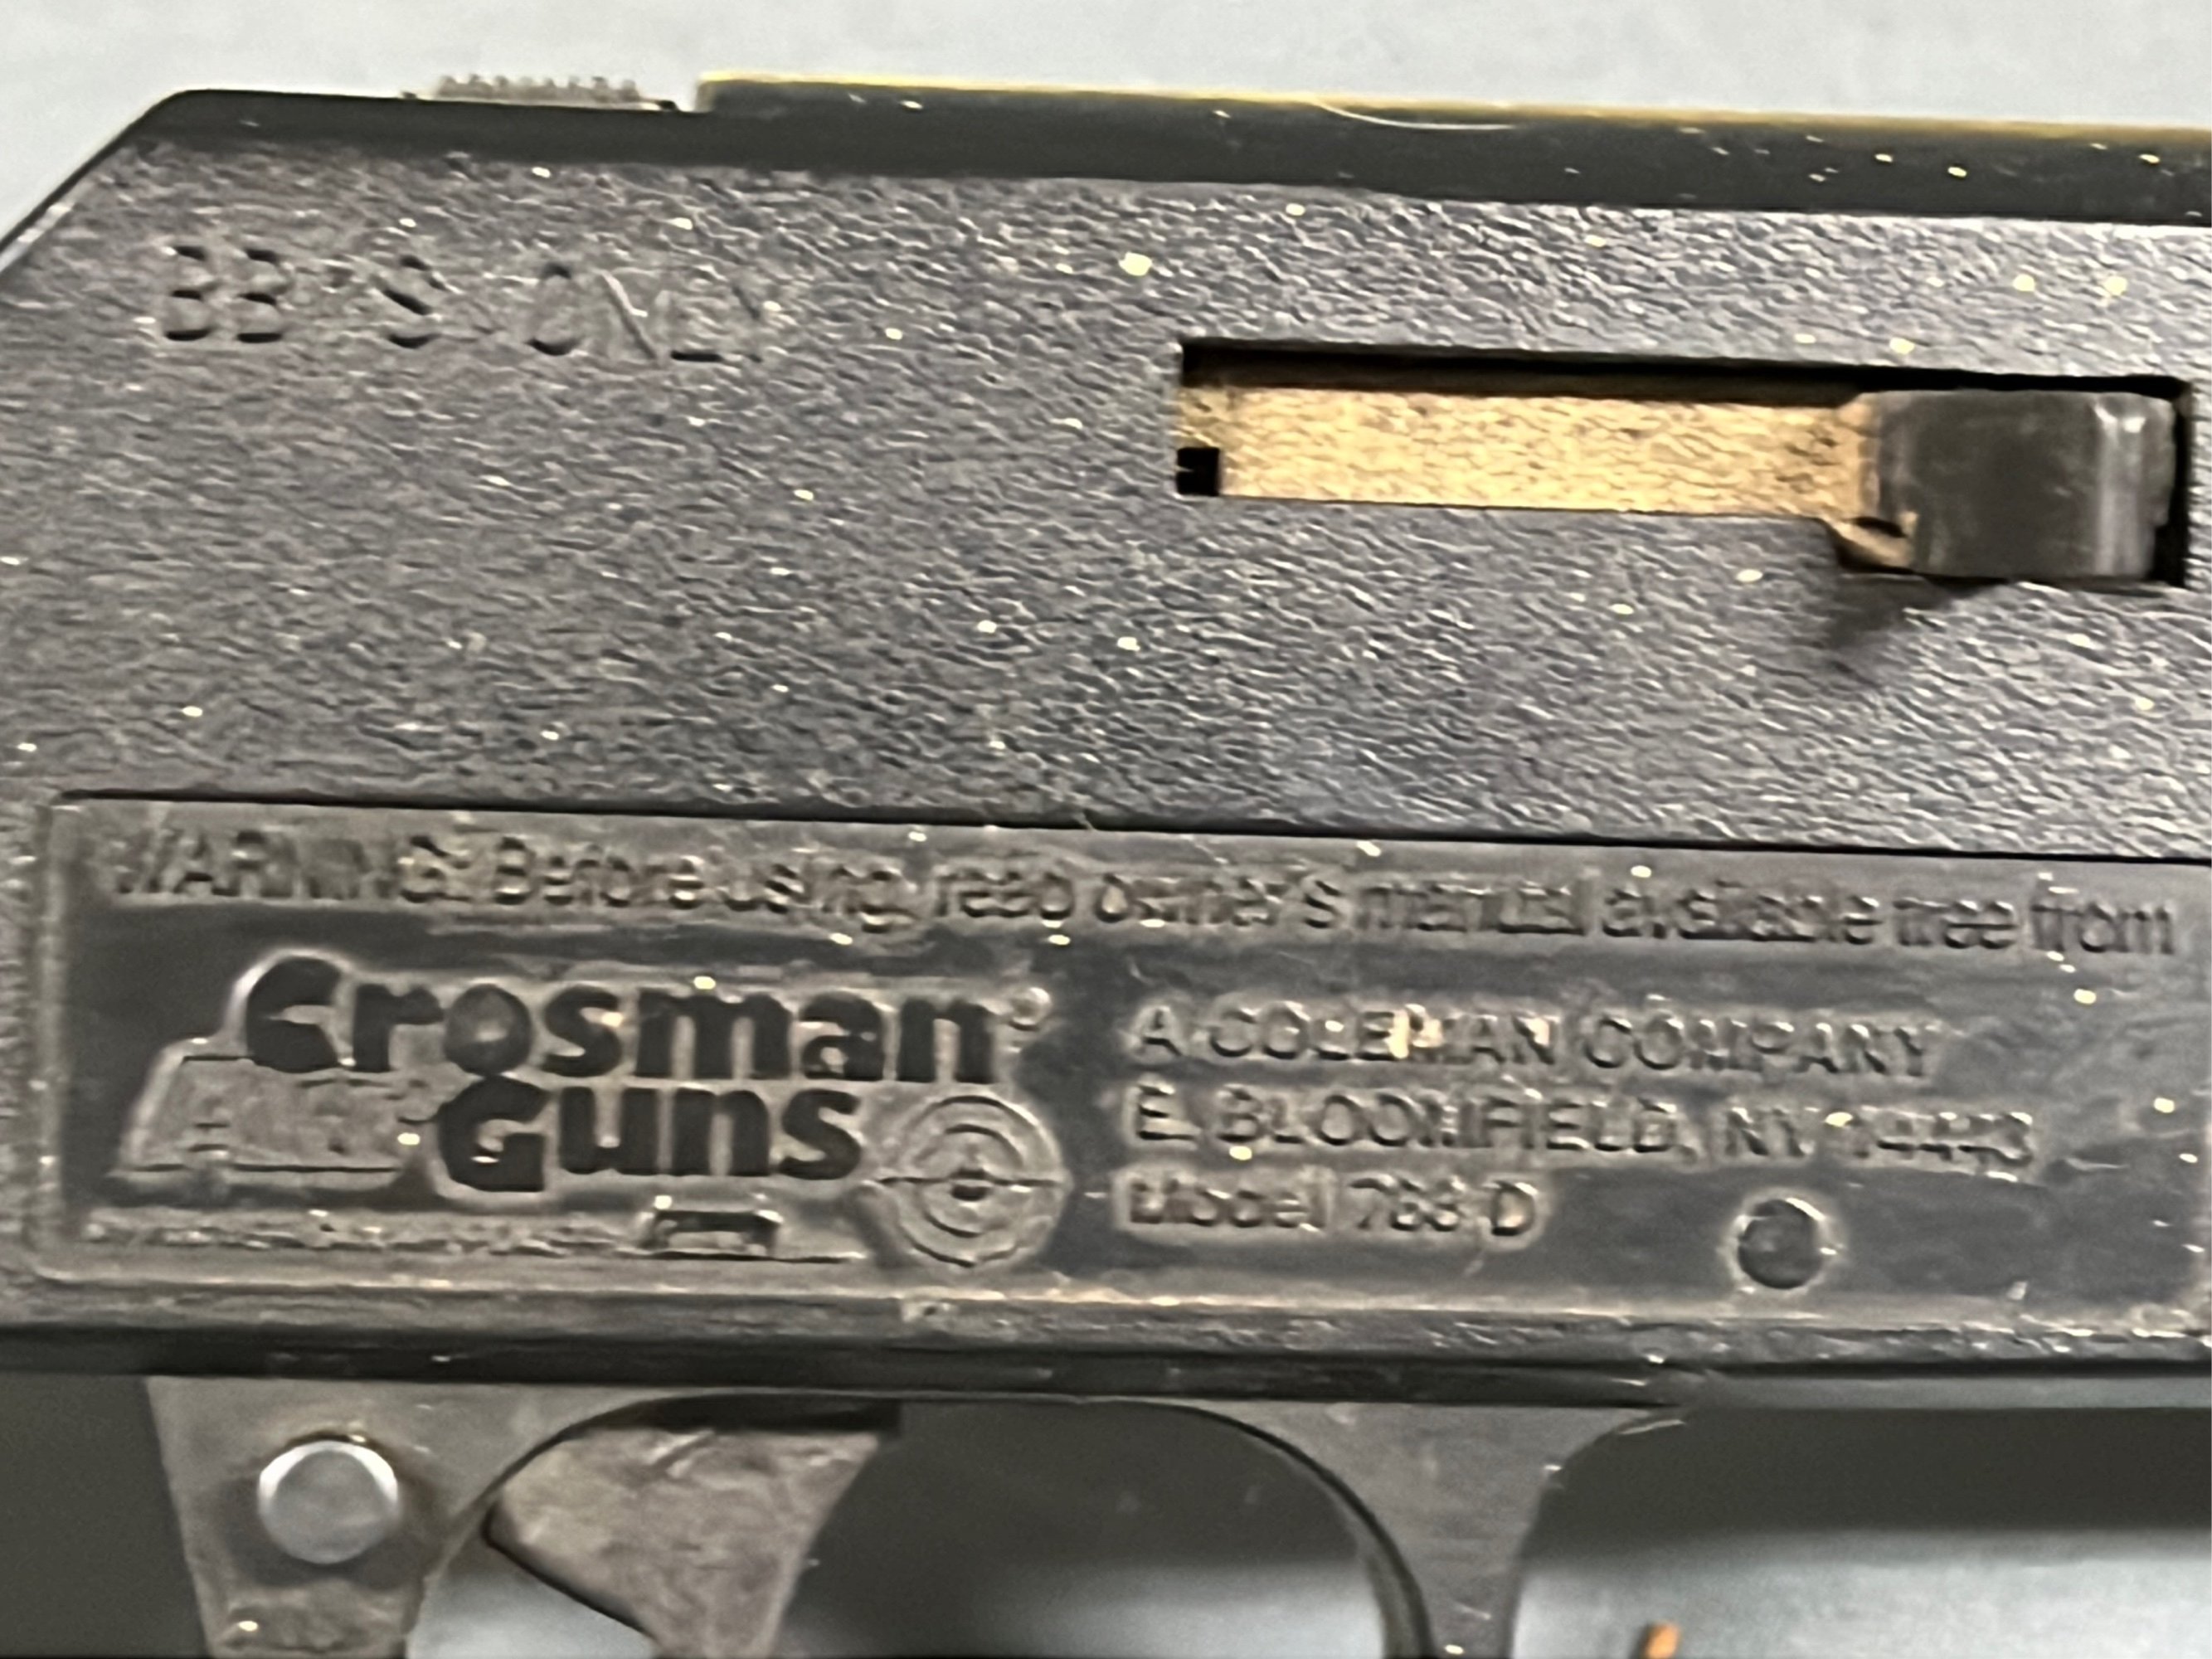 BB'S ONLY
WARNING: Before using, read owner's manual available free from
Crosman®
Guns
A COLEMAN COMPANY
E. BLOOMFIELD, NY 14443
Model 788-D